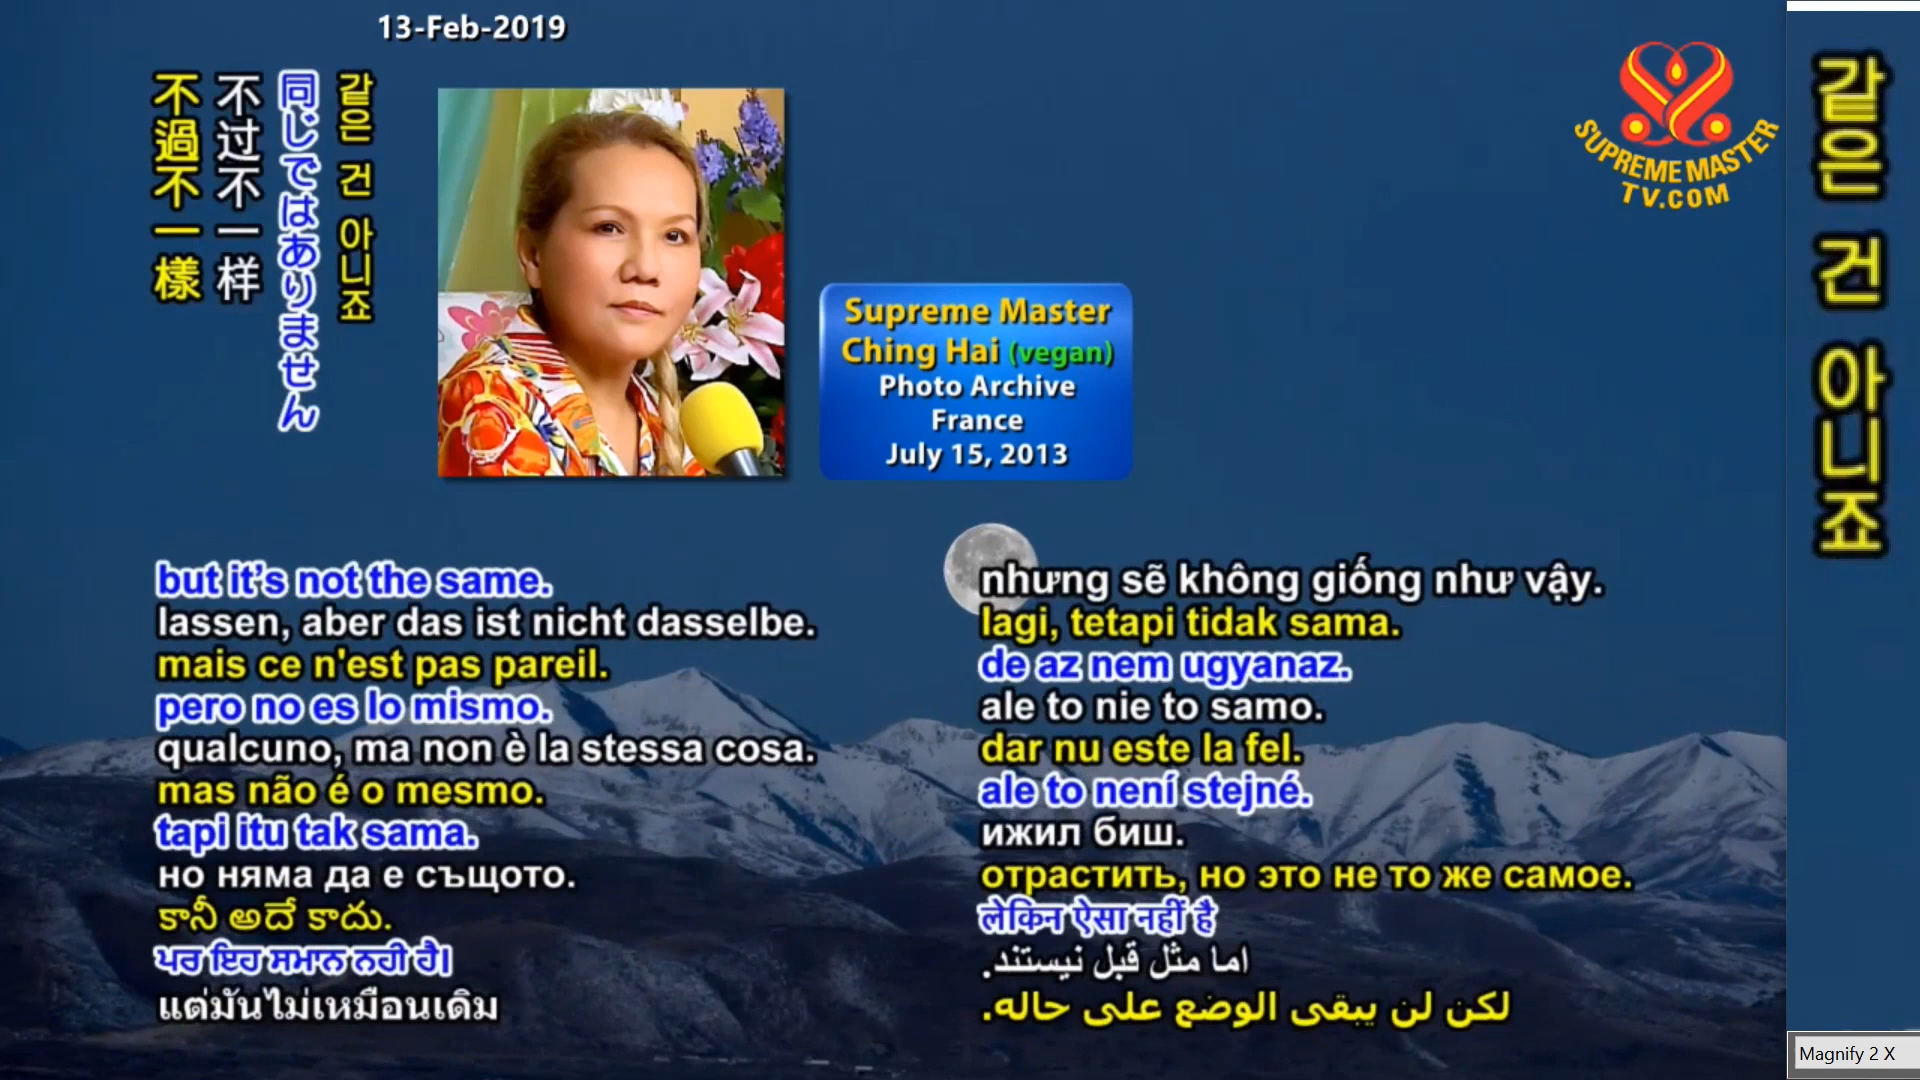 13-Feb-2019
不過不一樣
不过不一样
同じではありません
같은 건 아니죠
SUPREME MASTER
TV.COM
Supreme Master
Ching Hai (vegan)
Photo Archive
France
July 15, 2013
but it’s not the same.
lassen, aber das ist nicht dasselbe.
mais ce n'est pas pareil.
pero no es lo mismo.
qualcuno, ma non è la stessa cosa.
mas não é o mesmo.
tapi itu tak sama.
но няма да е същото.
కానీ అదే కాదు.
ਪਰ ਇਹ ਸਮਾਨ ਨਹੀ ਹੈ।
แต่มันไม่เหมือนเดิม
nhưng sẽ không giống như vậy.
lagi, tetapi tidak sama.
de az nem ugyanaz.
ale to nie to samo.
dar nu este la fel.
ale to není stejné.
ижил биш.
отрастить, но это не то же самое.
लेकिन ऐसा नहीं है
اما مثل قبل نیستند.
لكن لن يبقى الوضع على حاله.
같은 건 아니죠
Magnify 2 X